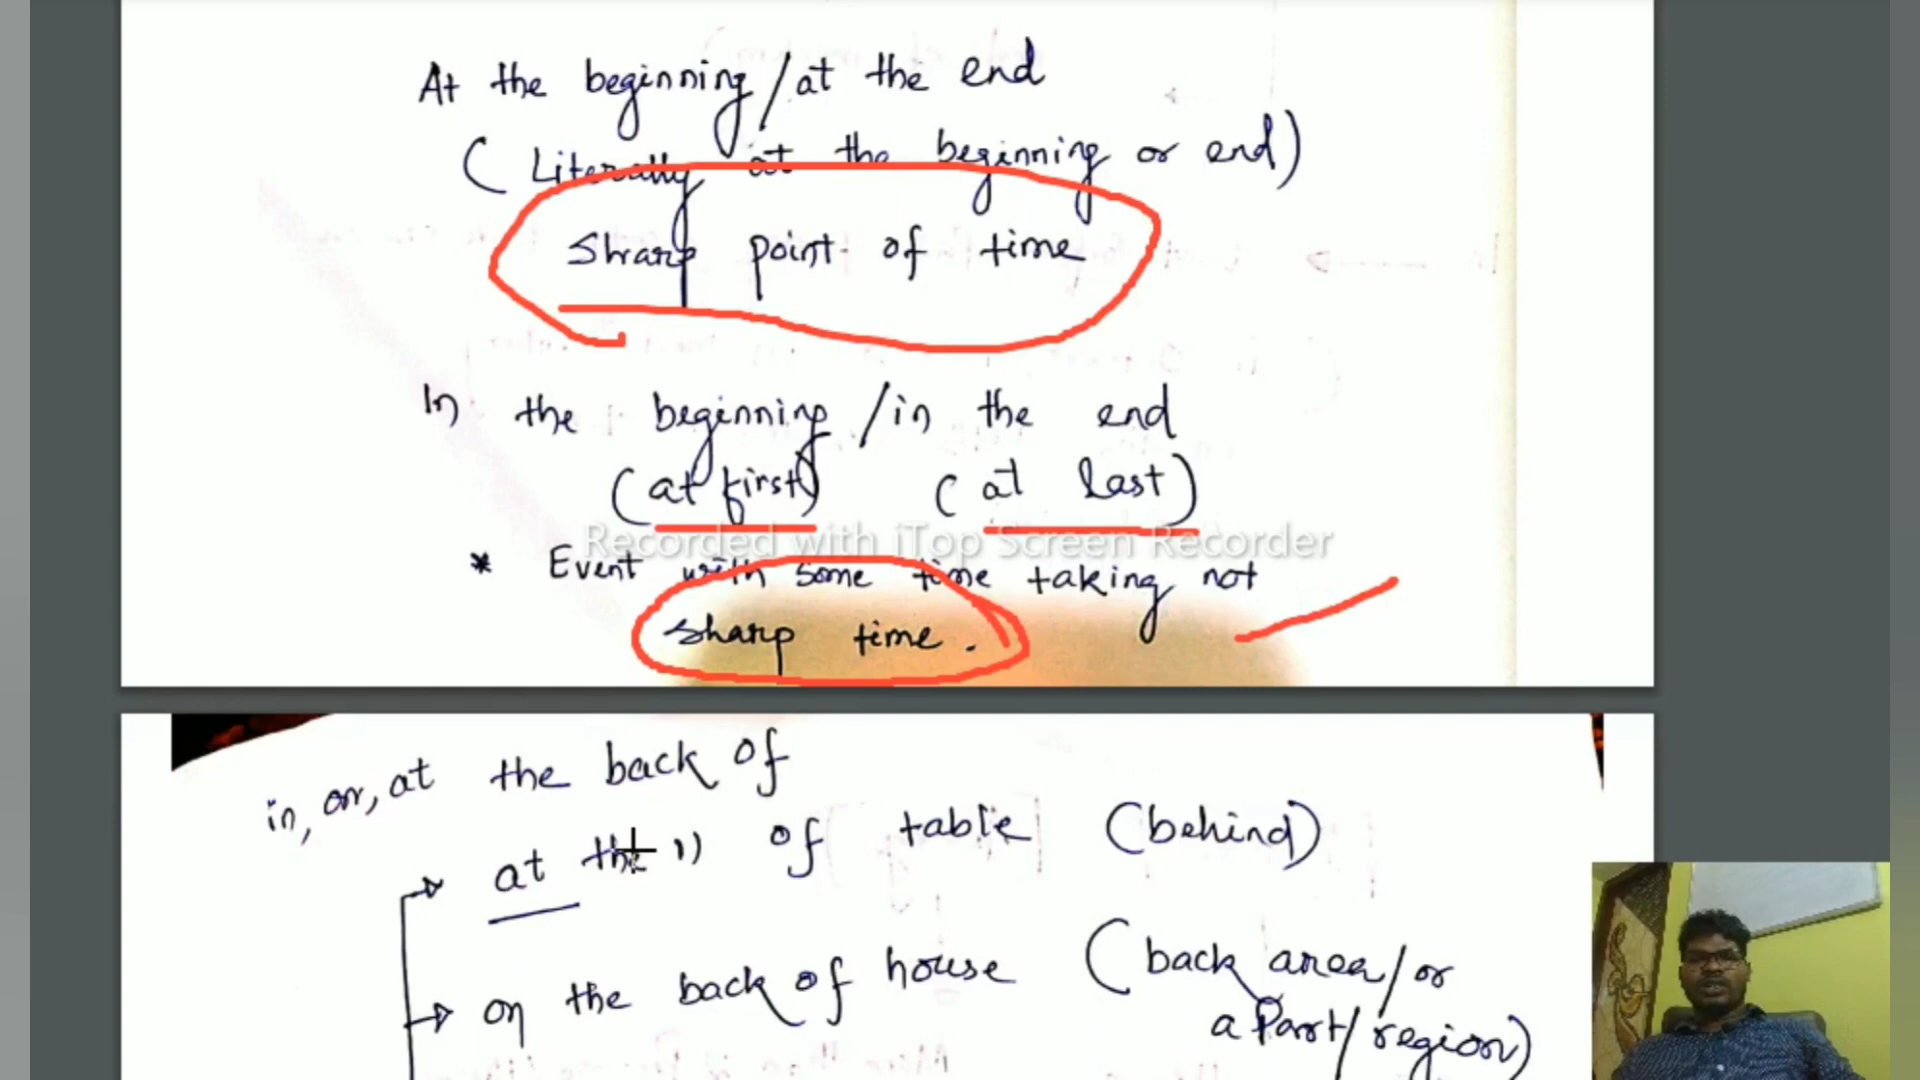 At the beginning/at the end
(Literally at the beginning or end)
Sharp point of time
In the beginning/in the end
(at first) (at last)
Recorded with iTop Screen Recorder
* Event with some time taking not
sharp time.
in, on, at the back of
at the 1) of table (behind)
on the back of house (back area/or
a Part/region)